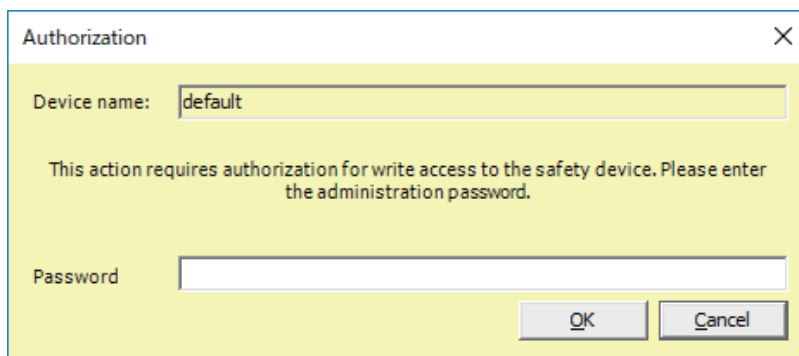 Authorization
Device name: default
This action requires authorization for write access to the safety device. Please enter
the administration password.
Password
OK Cancel